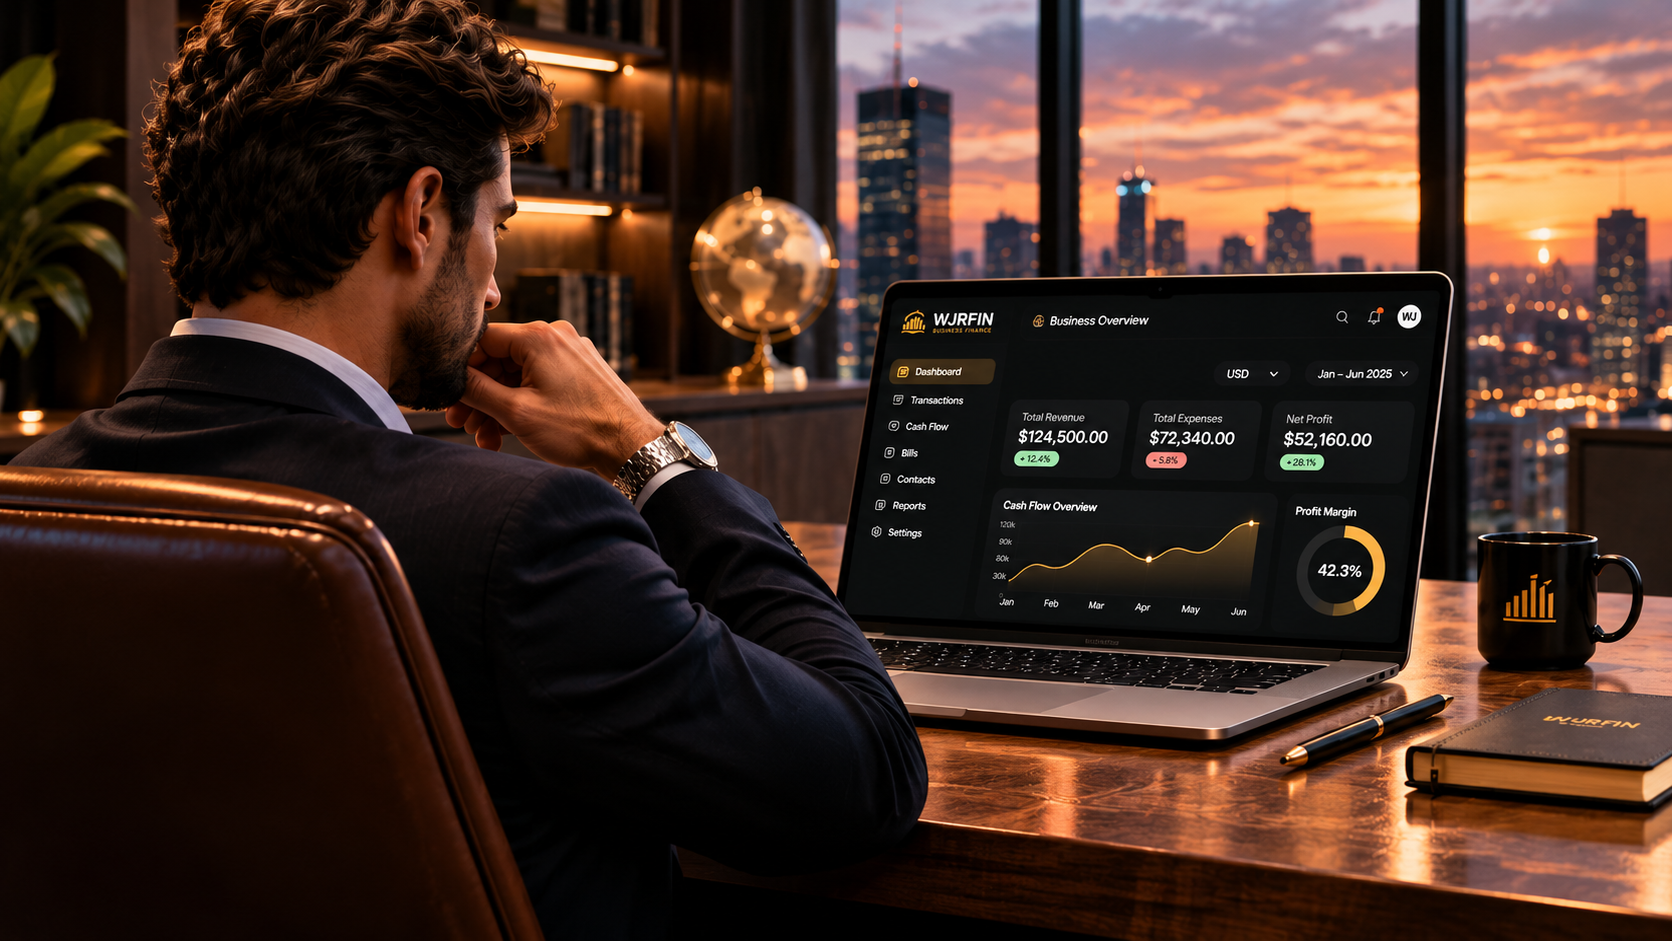 WJRFIN
BUSINESS FINANCE
Business Overview
WJ
Dashboard
Transactions
Cash Flow
Bills
Contacts
Reports
Settings
USD
Jan – Jun 2025
Total Revenue
$124,500.00
+ 12.4%
Total Expenses
$72,340.00
- 5.8%
Net Profit
$52,160.00
+ 28.1%
Cash Flow Overview
120k
90k
80k
30k
0
Jan
Feb
Mar
Apr
May
Jun
Profit Margin
42.3%
WJRFIN